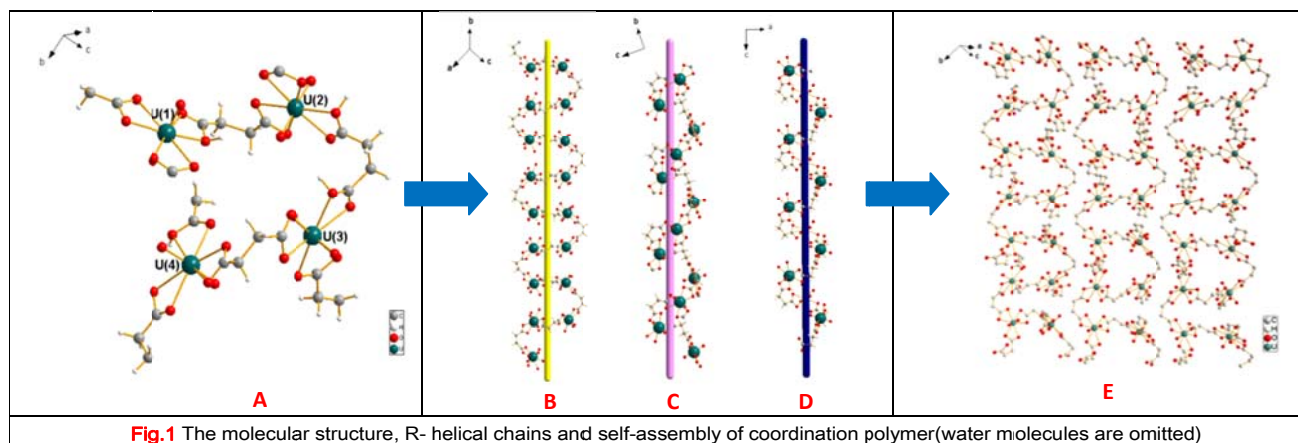 a
b
c
U(1)
U(2)
U(3)
U(4)
A
b
a
c
b
c
a
c
B
C
D
a
b
c
E
Fig.1 The molecular structure, R- helical chains and self-assembly of coordination polymer(water molecules are omitted)